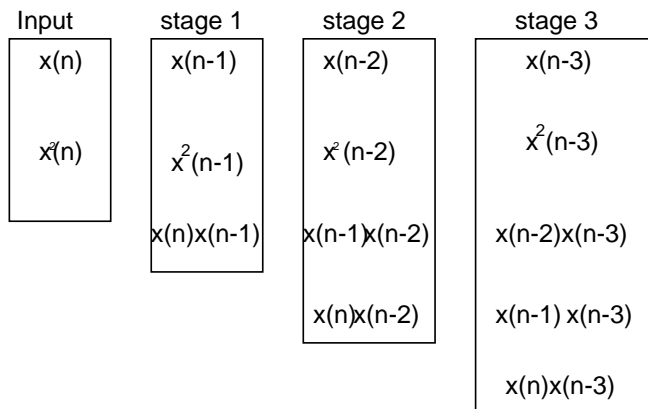 Input stage 1 stage 2 stage 3
x(n) x(n-1) x(n-2) x(n-3)
x²(n) x²(n-1) x²(n-2) x²(n-3)
x(n)x(n-1) x(n-1)x(n-2) x(n-2)x(n-3)
x(n)x(n-2) x(n-1) x(n-3)
x(n)x(n-3)